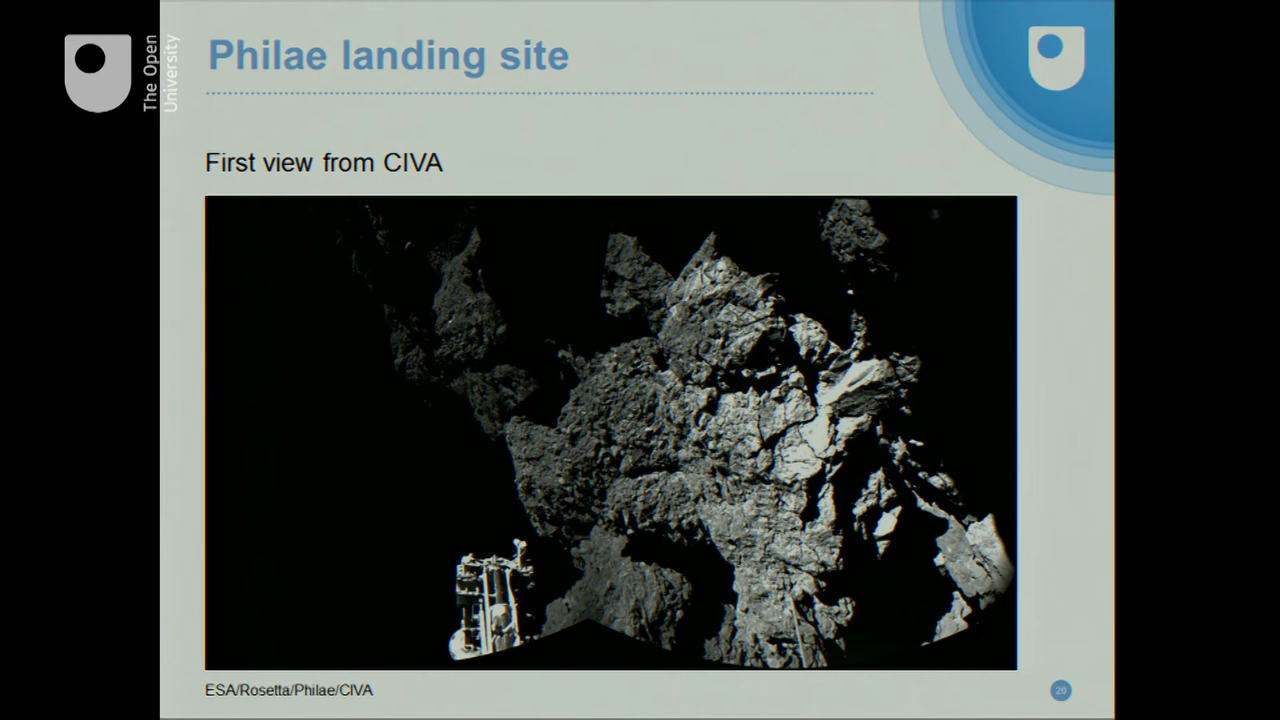 The Open
University
Philae landing site
First view from CIVA
ESA/Rosetta/Philae/CIVA
20